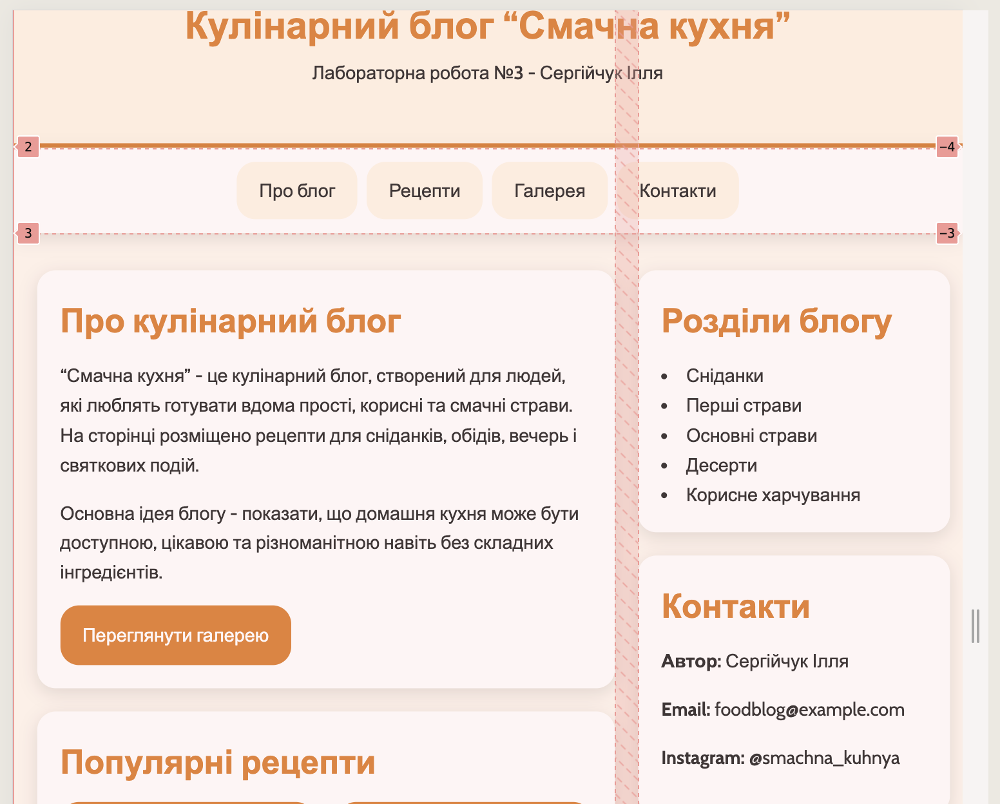 Кулінарний блог “Смачна кухня”
Лабораторна робота №3 - Сергійчук Ілля
2
−4
Про блог
Рецепти
Галерея
Контакти
3
−3
Про кулінарний блог
“Смачна кухня” - це кулінарний блог, створений для людей,
які люблять готувати вдома прості, корисні та смачні страви.
На сторінці розміщено рецепти для сніданків, обідів, вечерь і
святкових подій.
Основна ідея блогу - показати, що домашня кухня може бути
доступною, цікавою та різноманітною навіть без складних
інгредієнтів.
Переглянути галерею
Популярні рецепти
Розділи блогу
• Сніданки
• Перші страви
• Основні страви
• Десерти
• Корисне харчування
Контакти
Автор: Сергійчук Ілля
Email: foodblog@example.com
Instagram: @smachna_kuhnya